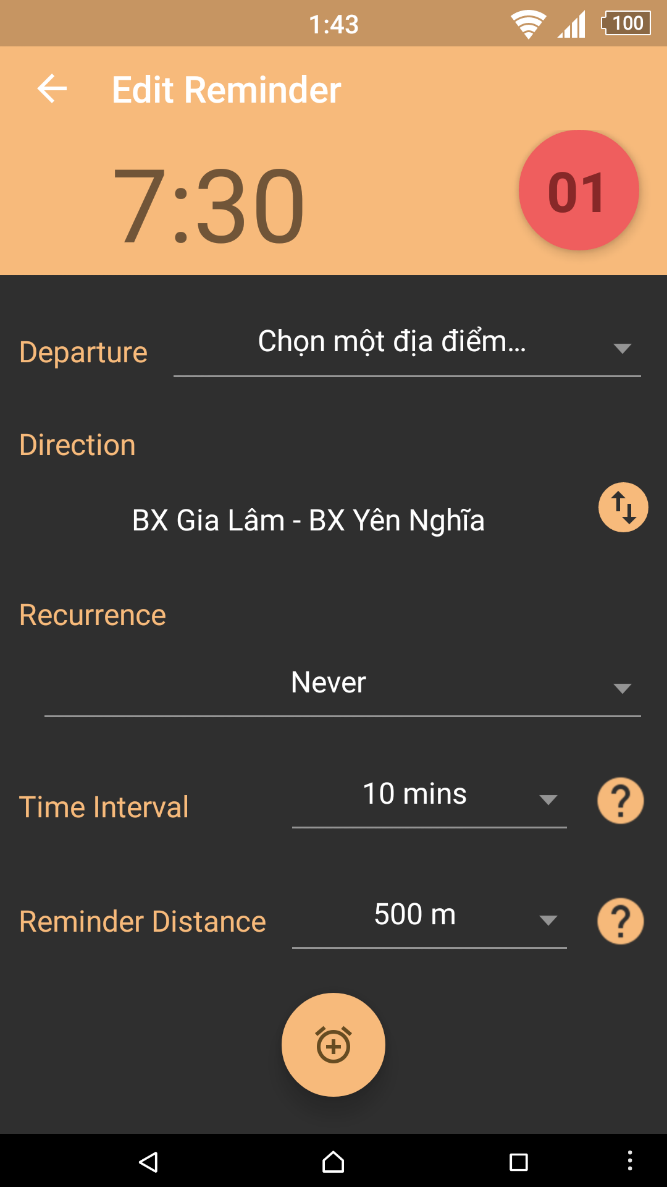 1:43
100
Edit Reminder
7:30
01
Departure
Chọn một địa điểm...
Direction
BX Gia Lâm - BX Yên Nghĩa
Recurrence
Never
Time Interval
10 mins
?
Reminder Distance
500 m
?